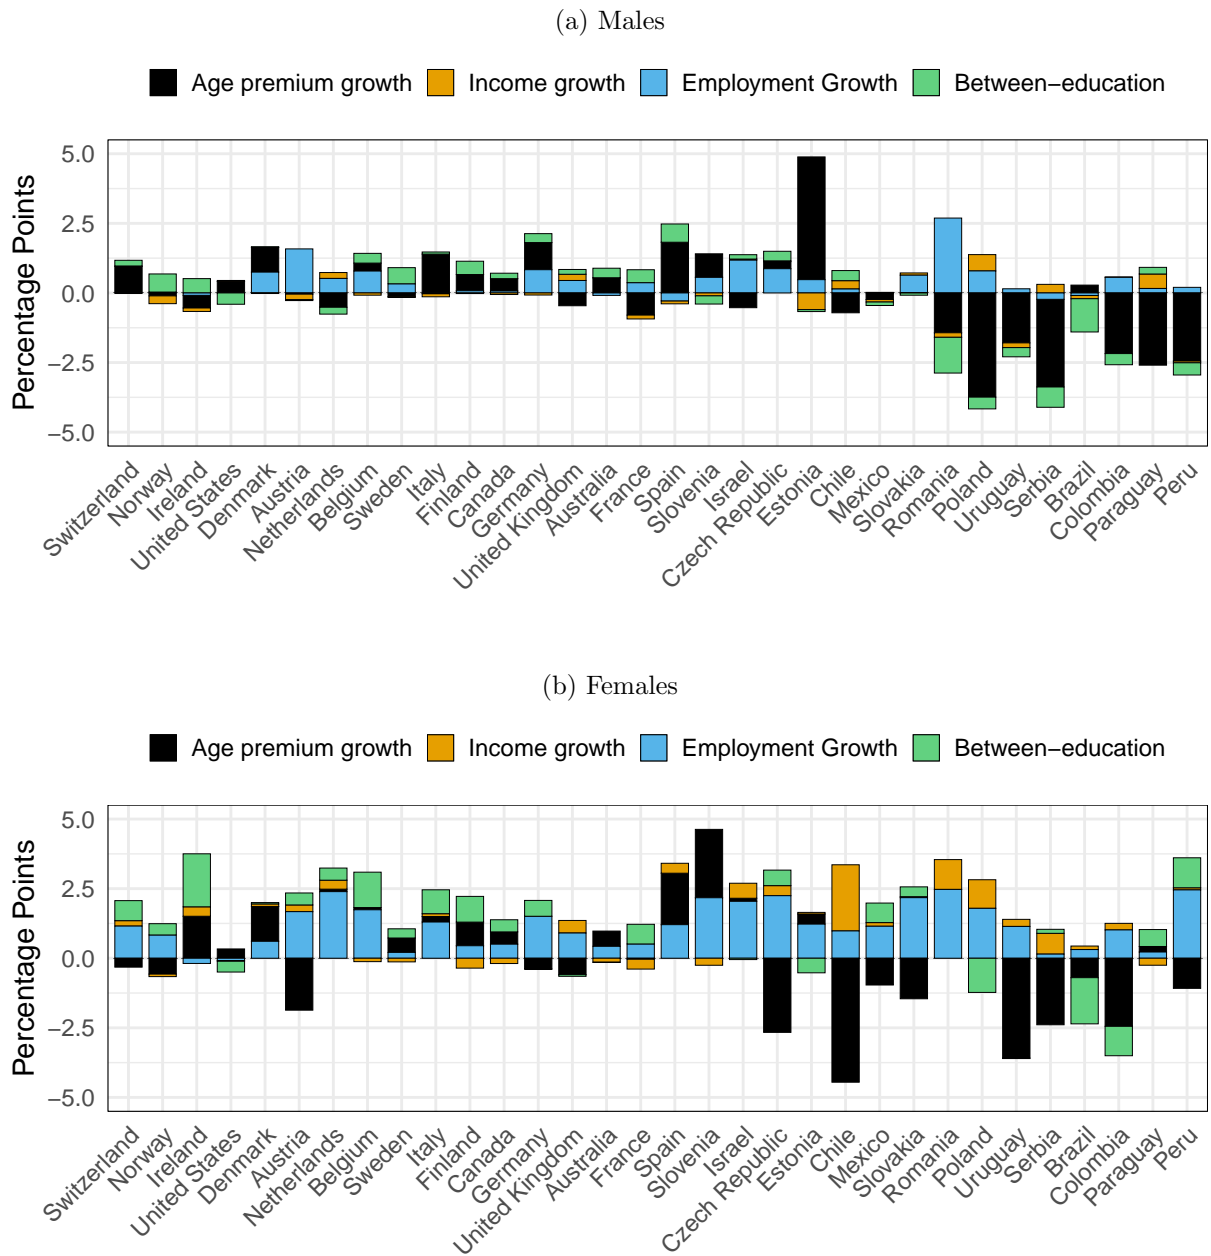 (a) Males
Age premium growth Income growth Employment Growth Between−education
5.0
2.5
0.0
−2.5
−5.0
Percentage Points
Switzerland
Norway
Ireland
United States
Denmark
Austria
Netherlands
Belgium
Sweden
Italy
Finland
Canada
Germany
United Kingdom
Australia
France
Spain
Slovenia
Israel
Czech Republic
Estonia
Chile
Mexico
Slovakia
Romania
Poland
Uruguay
Serbia
Brazil
Colombia
Paraguay
Peru
(b) Females
Age premium growth Income growth Employment Growth Between−education
5.0
2.5
0.0
−2.5
−5.0
Percentage Points
Switzerland
Norway
Ireland
United States
Denmark
Austria
Netherlands
Belgium
Sweden
Italy
Finland
Canada
Germany
United Kingdom
Australia
France
Spain
Slovenia
Israel
Czech Republic
Estonia
Chile
Mexico
Slovakia
Romania
Poland
Uruguay
Serbia
Brazil
Colombia
Paraguay
Peru